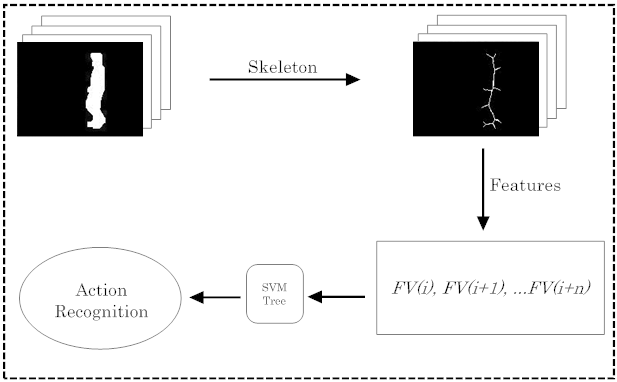 Skeleton
Features
FV(i), FV(i+1), ...FV(i+n)
SVM
Tree
Action
Recognition